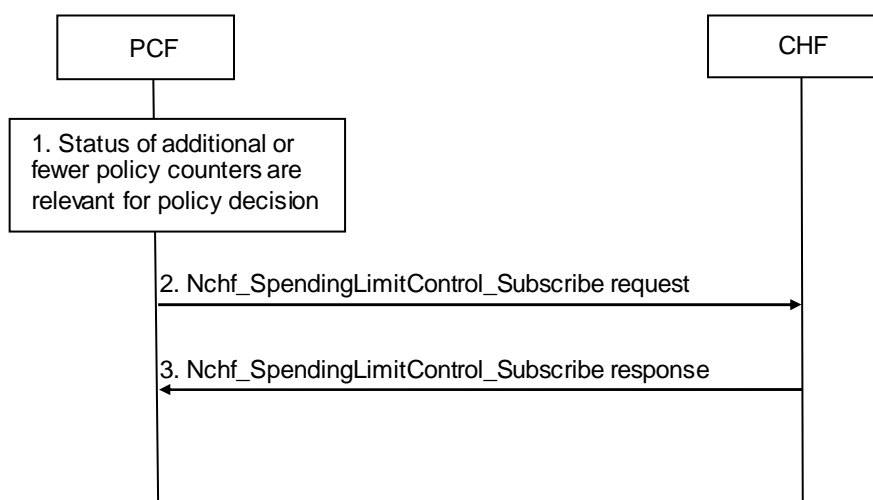 PCF
CHF
1. Status of additional or
fewer policy counters are
relevant for policy decision
2. Nchf_SpendingLimitControl_Subscribe request
3. Nchf_SpendingLimitControl_Subscribe response